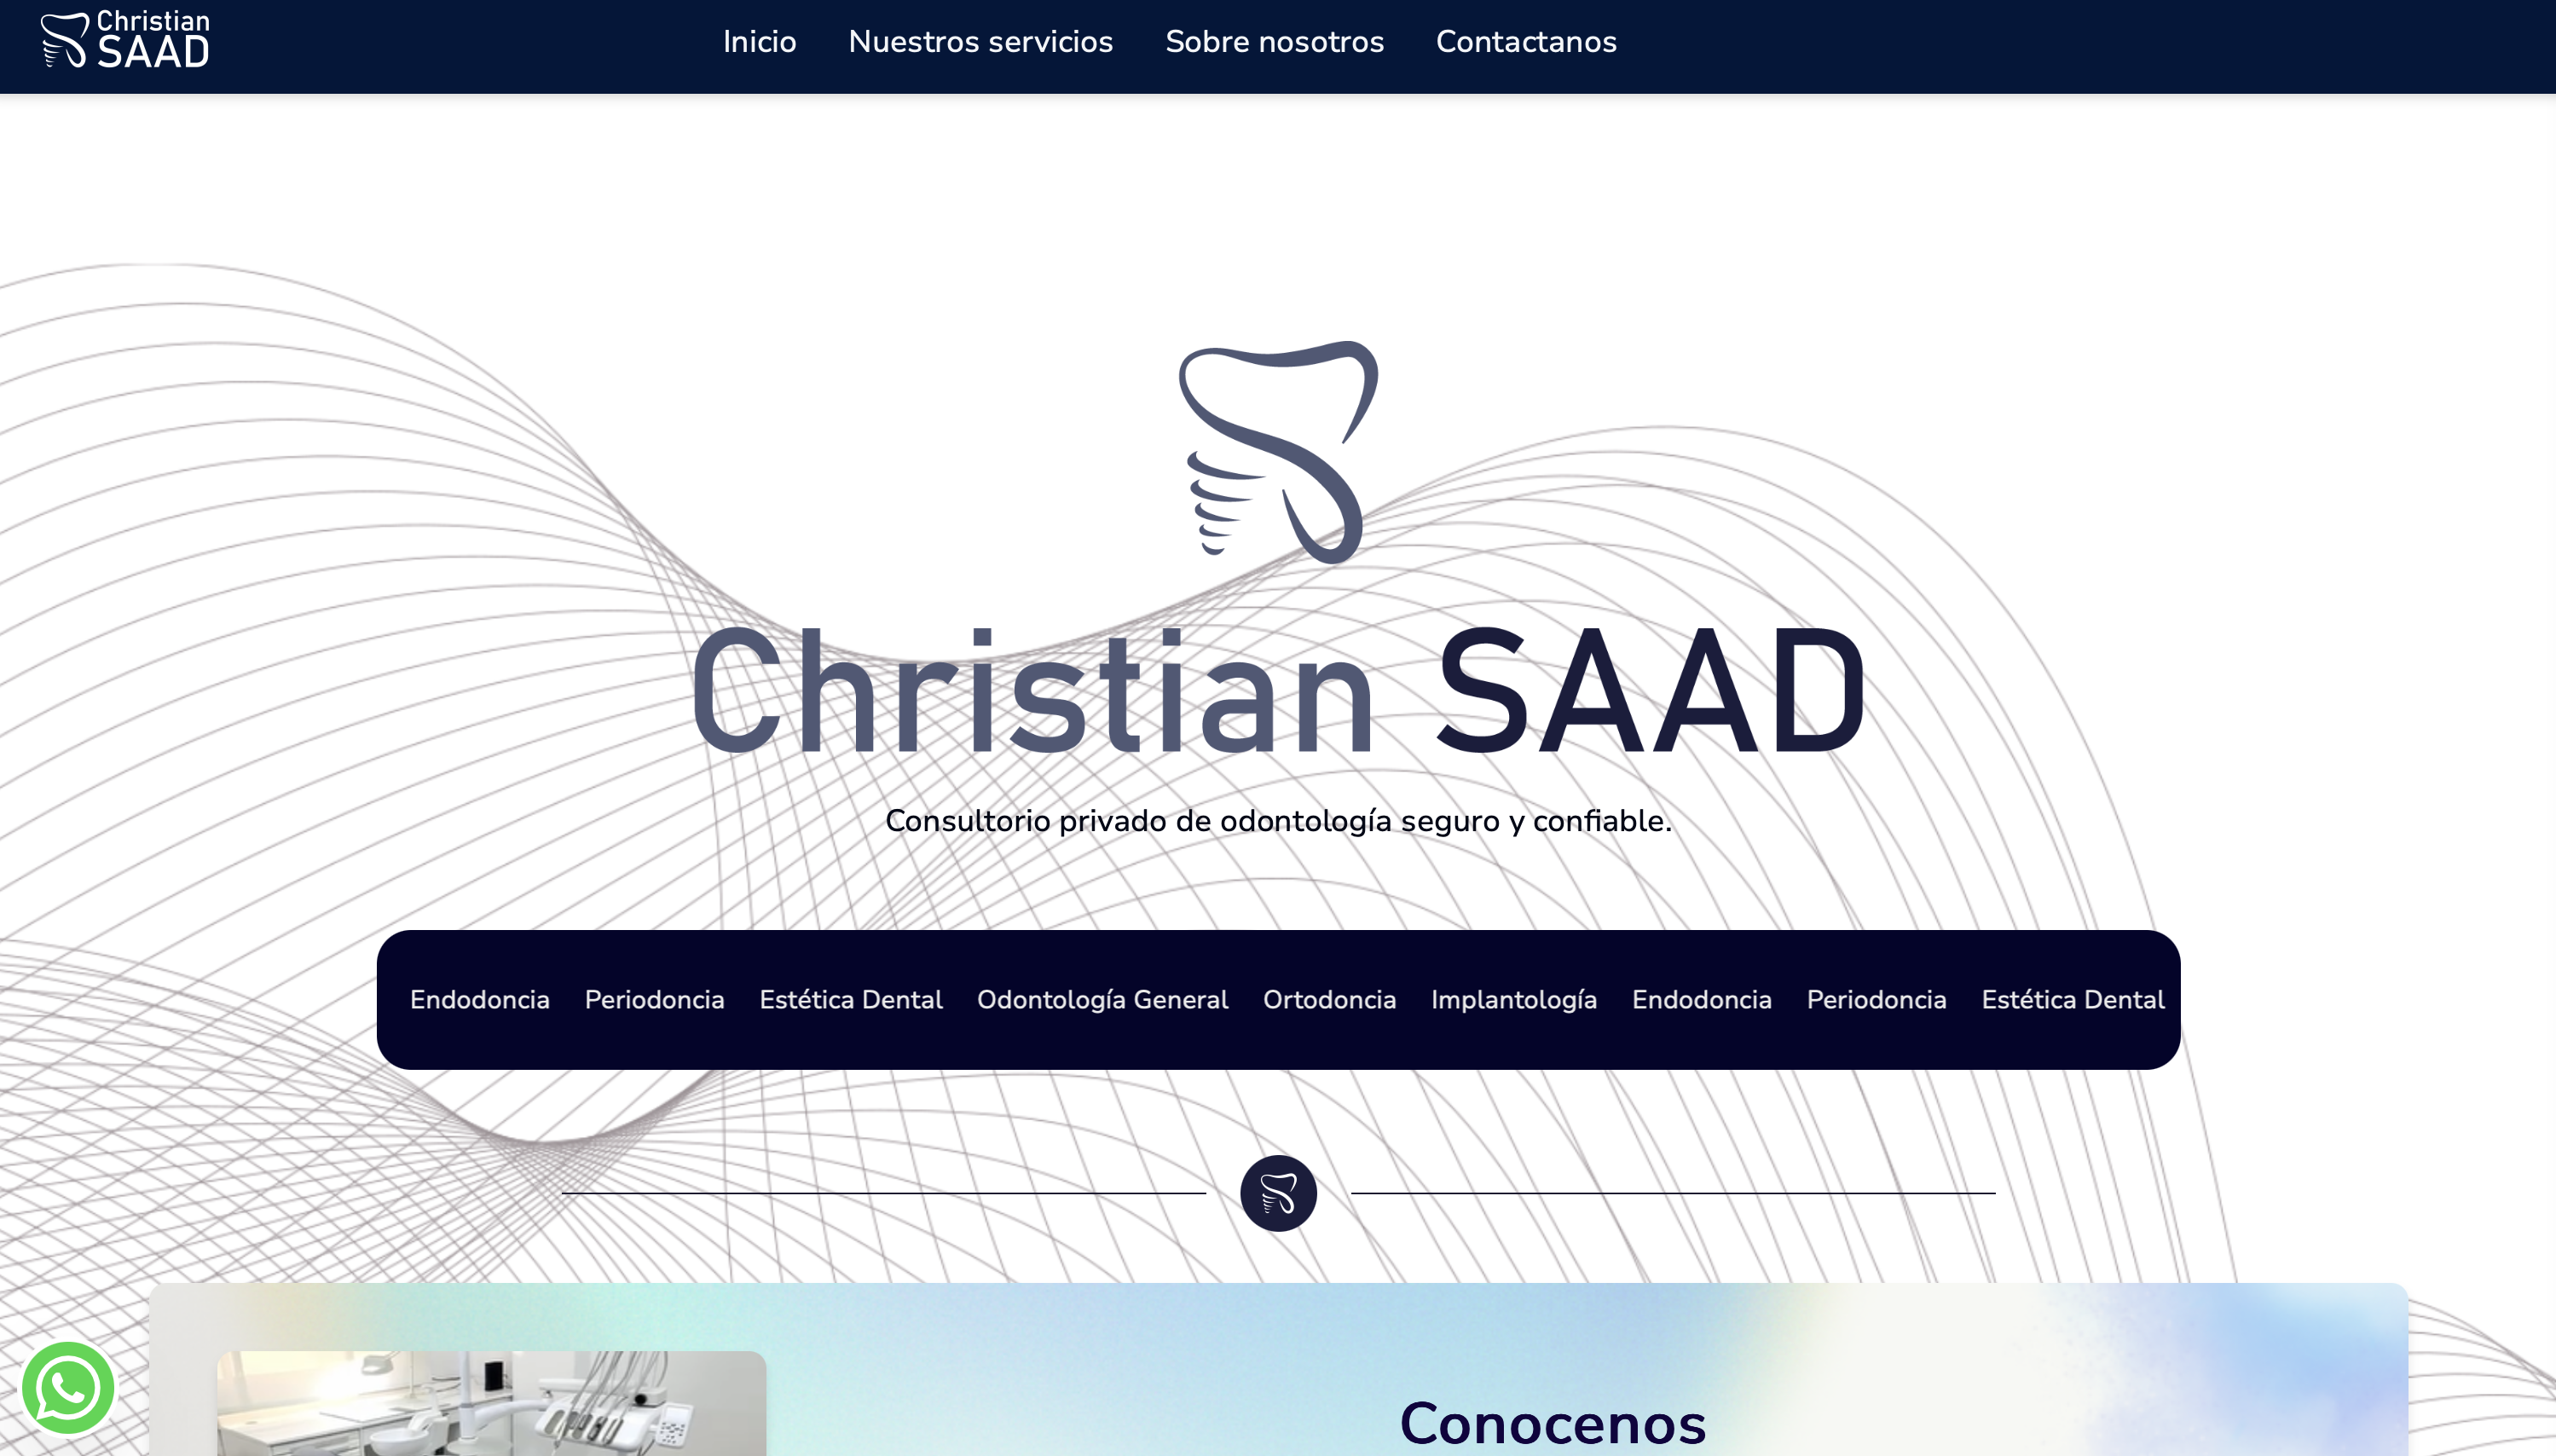 Christian
SAAD
Inicio Nuestros servicios Sobre nosotros Contactanos
Christian SAAD
Consultorio privado de odontología seguro y confiable.
Endodoncia Periodoncia Estética Dental Odontología General Ortodoncia Implantología Endodoncia Periodoncia Estética Dental
Conocenos